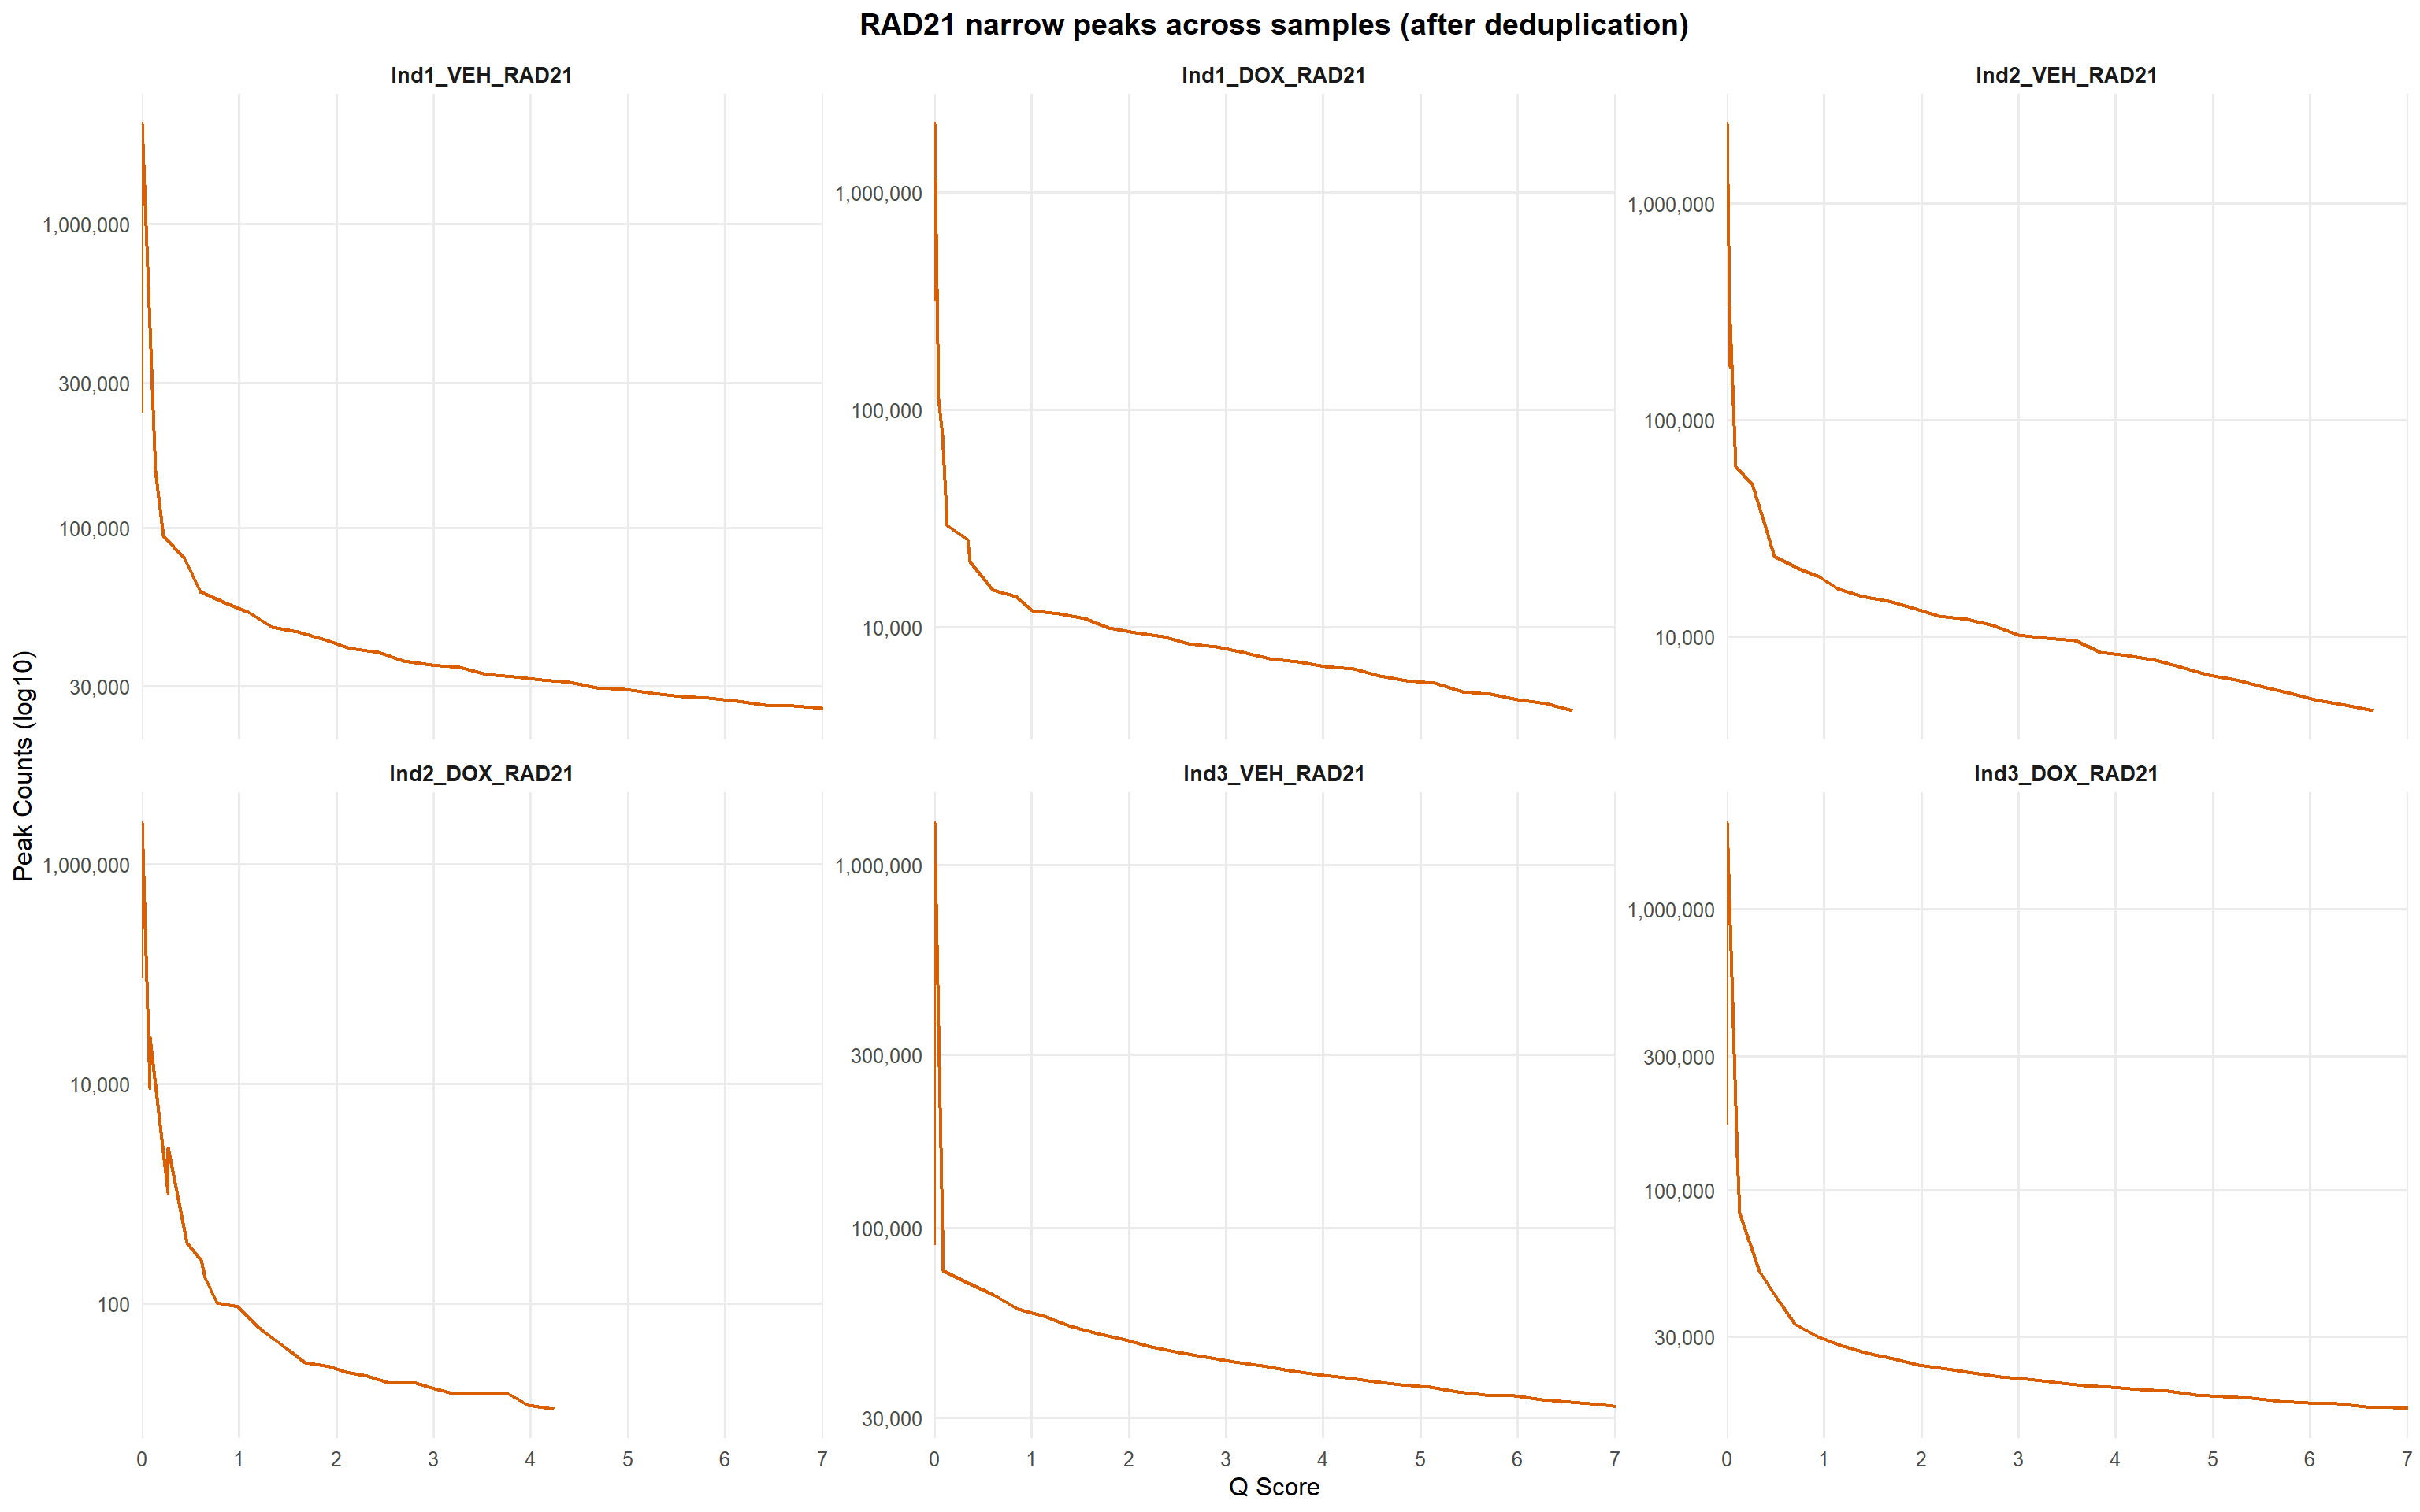 RAD21 narrow peaks across samples (after deduplication)
Ind1_VEH_RAD21
Ind1_DOX_RAD21
Ind2_VEH_RAD21
1,000,000
300,000
100,000
30,000
1,000,000
100,000
10,000
1,000,000
100,000
10,000
Peak Counts (log10)
Ind2_DOX_RAD21
Ind3_VEH_RAD21
Ind3_DOX_RAD21
1,000,000
10,000
100
1,000,000
300,000
100,000
30,000
1,000,000
300,000
100,000
30,000
0 1 2 3 4 5 6 7
0 1 2 3 4 5 6 7
0 1 2 3 4 5 6 7
Q Score